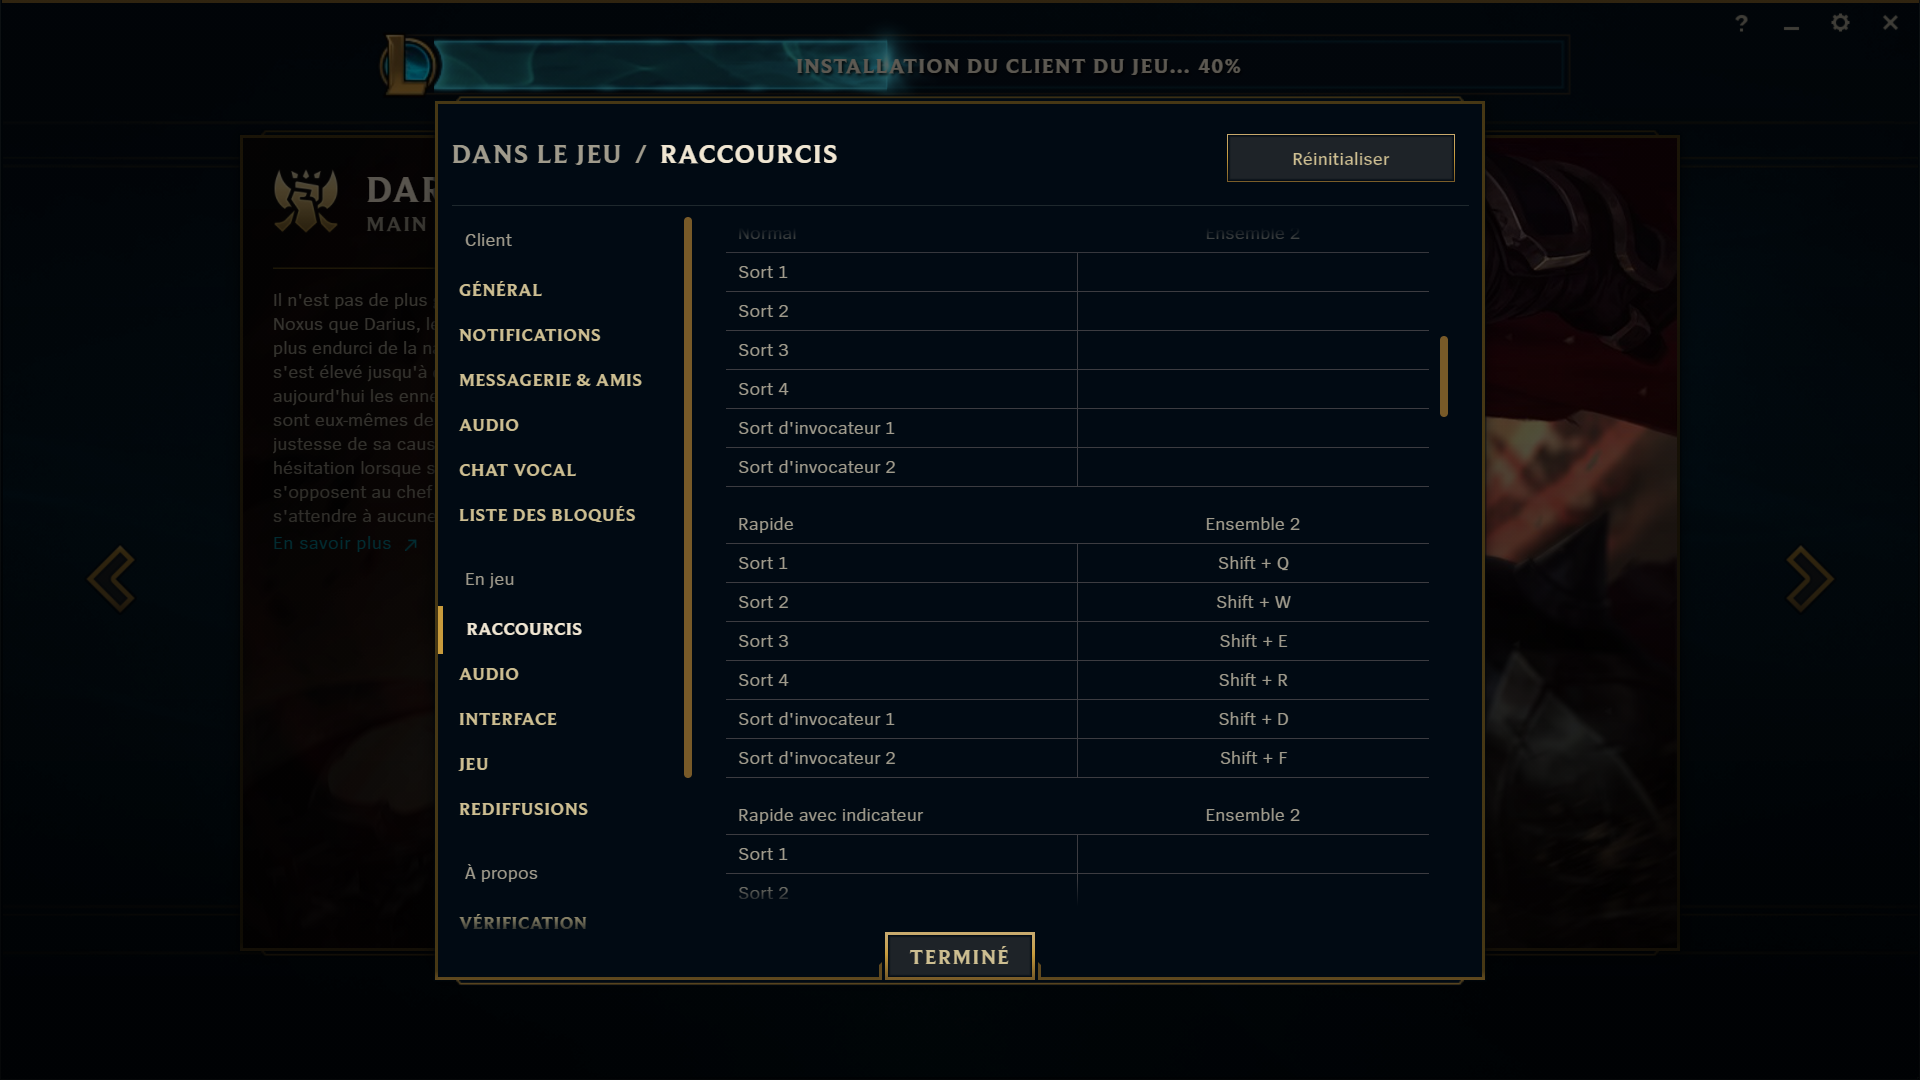 ?
INSTALLATION DU CLIENT DU JEU... 40%
DANS LE JEU / RACCOURCIS
Réinitialiser
DAR
MAIN
Il n'est pas de plus
Noxus que Darius, le
plus endurci de la na
s'est élevé jusqu'à
aujourd'hui les enne
sont eux-mêmes de
justesse de sa caus
hésitation lorsque s
s'opposent au chef
s'attendre à aucune
En savoir plus
Client
GÉNÉRAL
NOTIFICATIONS
MESSAGERIE & AMIS
AUDIO
CHAT VOCAL
LISTE DES BLOQUÉS
En jeu
RACCOURCIS
AUDIO
INTERFACE
JEU
REDIFFUSIONS
À propos
VÉRIFICATION
Normal Ensemble 2
Sort 1
Sort 2
Sort 3
Sort 4
Sort d'invocateur 1
Sort d'invocateur 2
Rapide Ensemble 2
Sort 1 Shift + Q
Sort 2 Shift + W
Sort 3 Shift + E
Sort 4 Shift + R
Sort d'invocateur 1 Shift + D
Sort d'invocateur 2 Shift + F
Rapide avec indicateur Ensemble 2
Sort 1
Sort 2
TERMINÉ